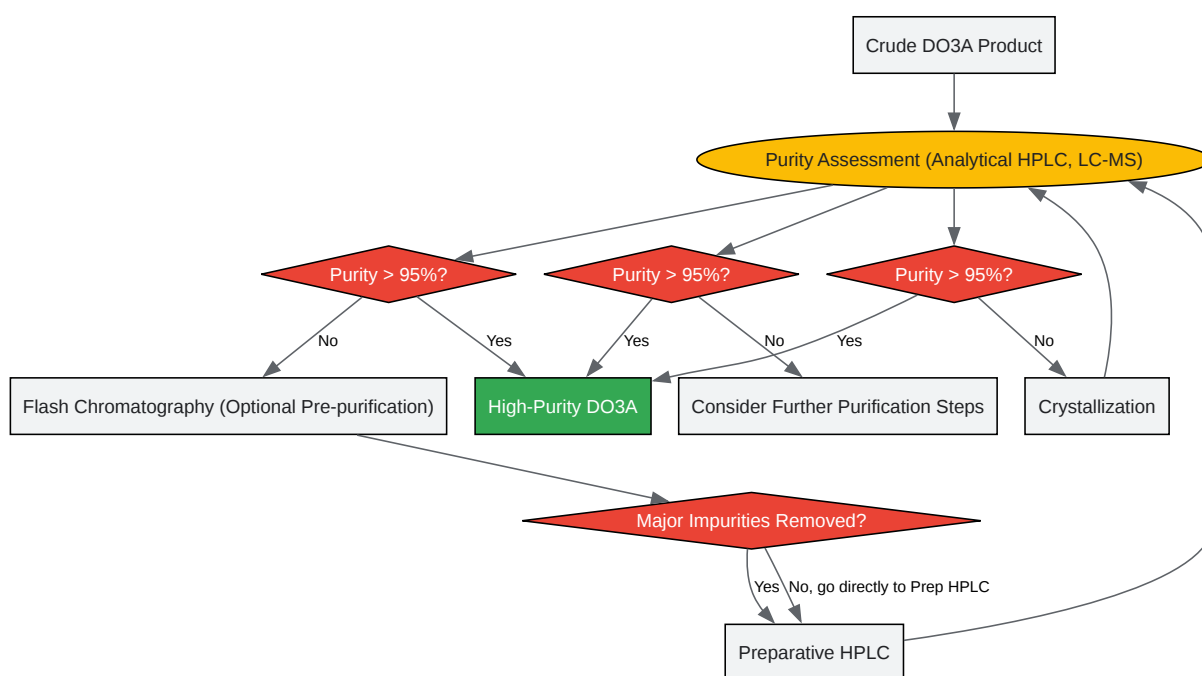 Crude DO3A Product
Purity Assessment (Analytical HPLC, LC-MS)
Purity > 95%?
Purity > 95%?
Purity > 95%?
No
Yes
Yes
No
Yes
No
Flash Chromatography (Optional Pre-purification)
High-Purity DO3A
Consider Further Purification Steps
Crystallization
Major Impurities Removed?
Yes
No, go directly to Prep HPLC
Preparative HPLC